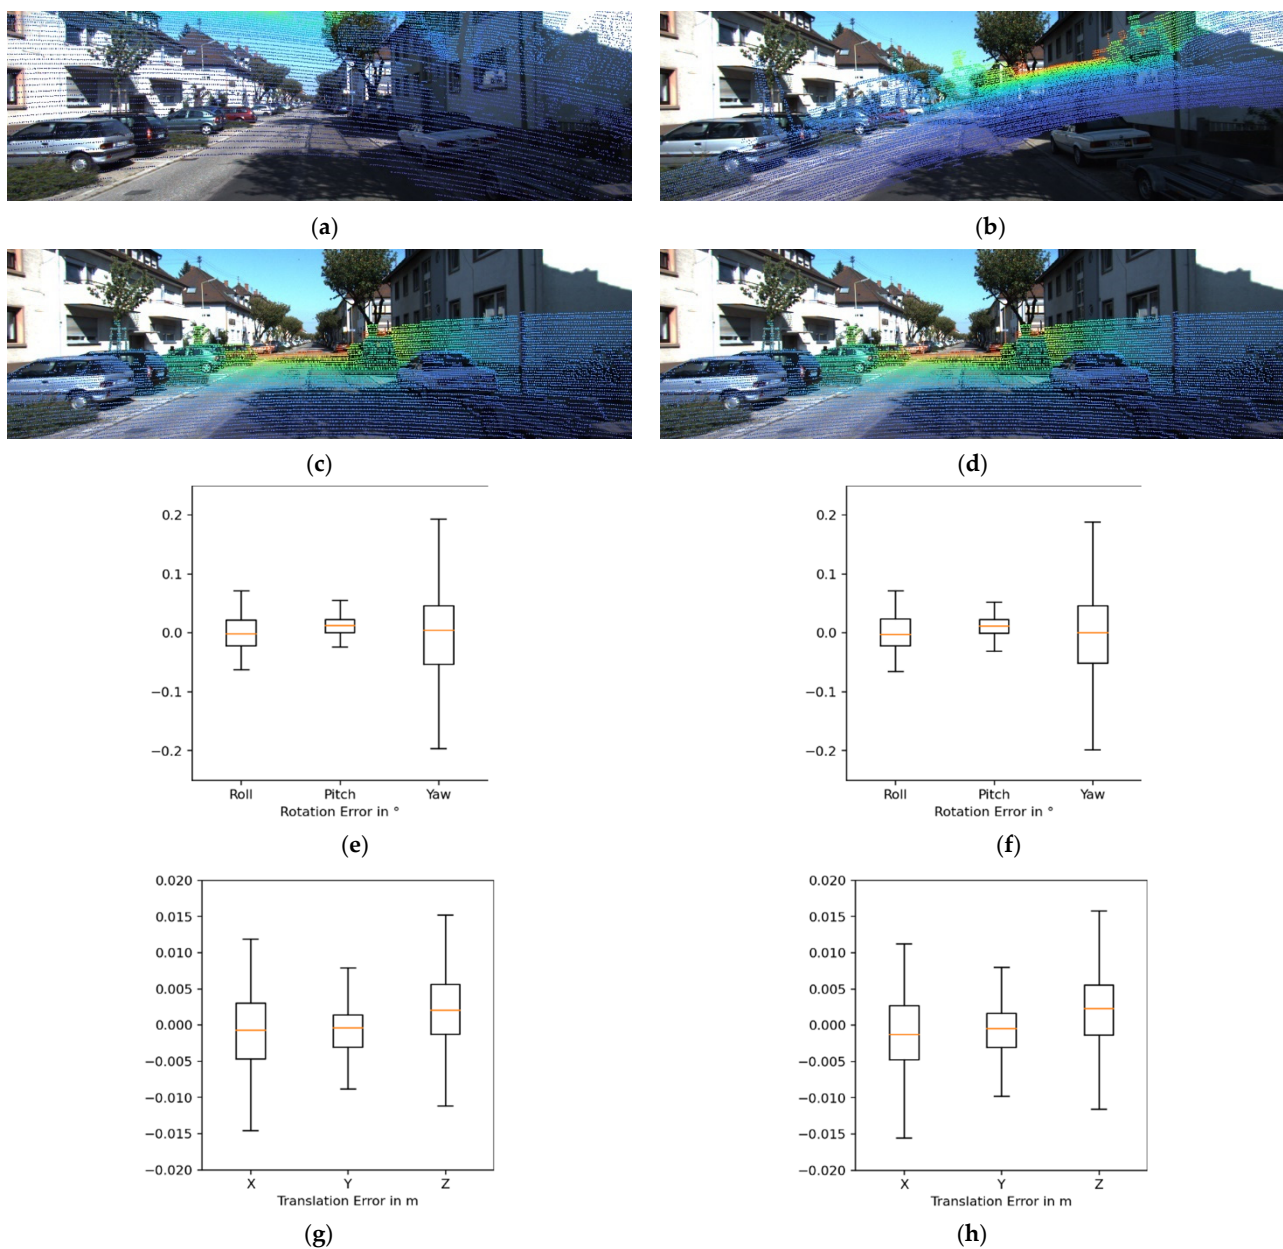 (a) (b)
(c) (d)
0.2
0.1
0.0
−0.1
−0.2
Roll Pitch Yaw
Rotation Error in °
(e)
0.2
0.1
0.0
−0.1
−0.2
Roll Pitch Yaw
Rotation Error in °
(f)
0.020
0.015
0.010
0.005
0.000
−0.005
−0.010
−0.015
−0.020
X Y Z
Translation Error in m
(g)
0.020
0.015
0.010
0.005
0.000
−0.005
−0.010
−0.015
−0.020
X Y Z
Translation Error in m
(h)